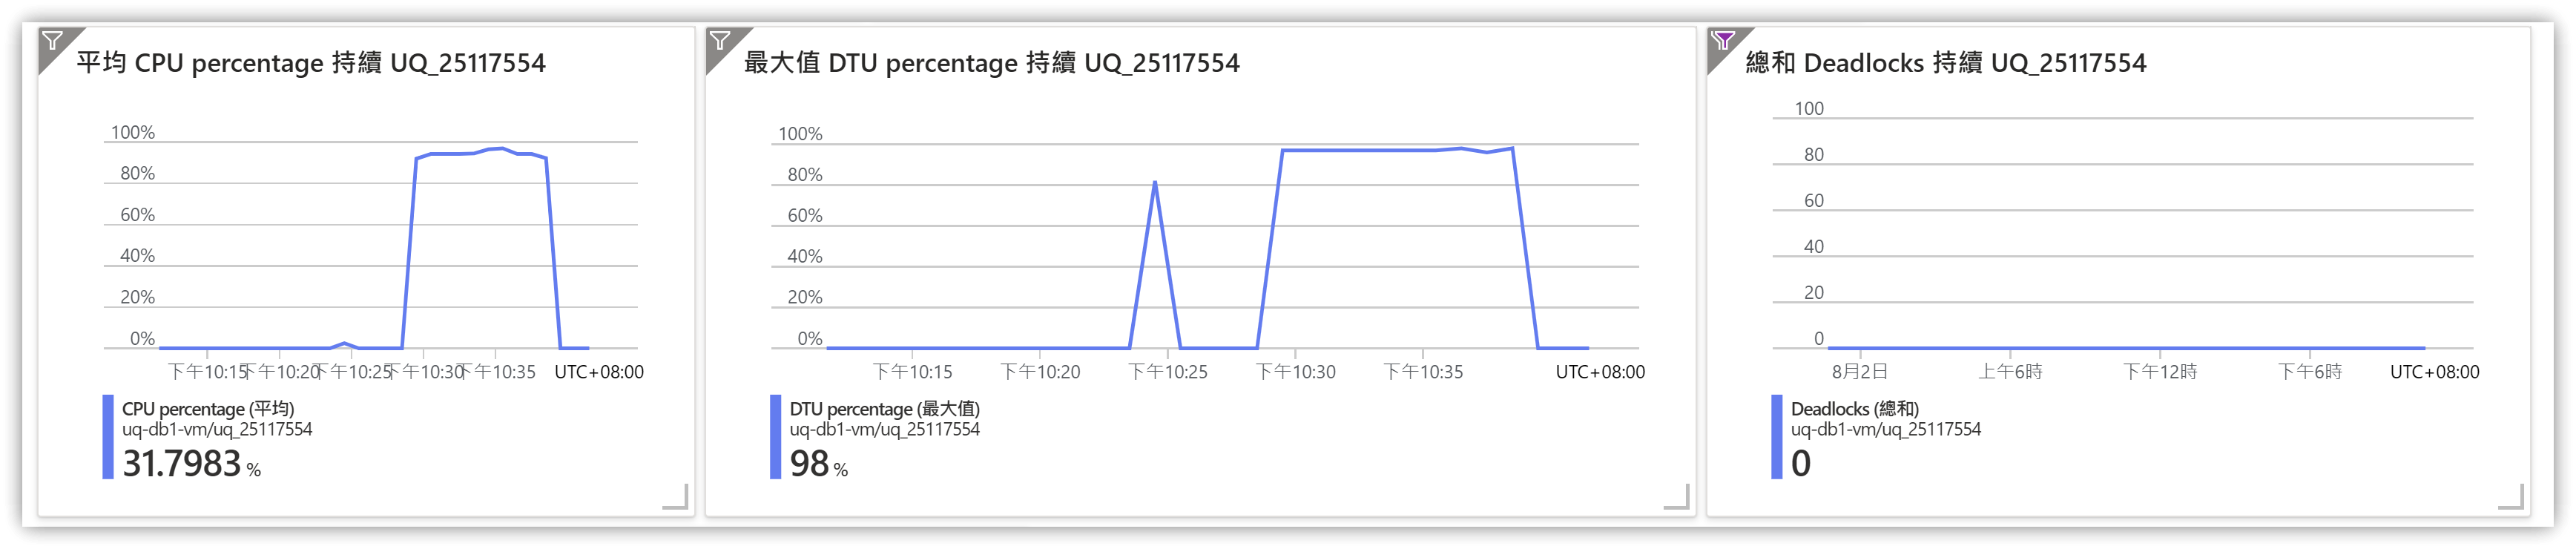 平均 CPU percentage 持續 UQ_25117554
100%
80%
60%
40%
20%
0%
下午10:15 下午10:20 下午10:25 下午10:30 下午10:35 UTC+08:00
CPU percentage (平均)
uq-db1-vm/uq_25117554
31.7983 %
最大值 DTU percentage 持續 UQ_25117554
100%
80%
60%
40%
20%
0%
下午10:15 下午10:20 下午10:25 下午10:30 下午10:35 UTC+08:00
DTU percentage (最大值)
uq-db1-vm/uq_25117554
98 %
總和 Deadlocks 持續 UQ_25117554
100
80
60
40
20
0
8月2日 上午6時 下午12時 下午6時 UTC+08:00
Deadlocks (總和)
uq-db1-vm/uq_25117554
0